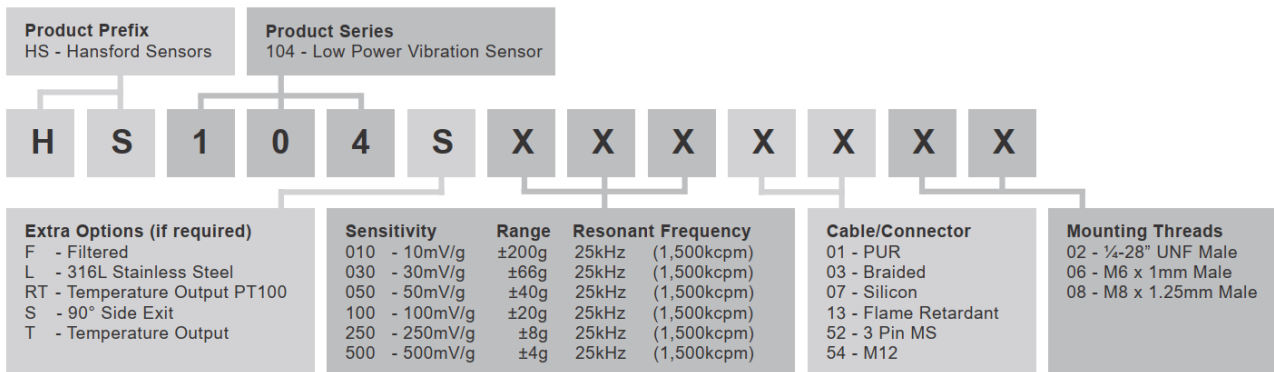 Product Prefix
HS - Hansford Sensors
Product Series
104 - Low Power Vibration Sensor
H S 1 0 4 S X X X X X X X
Extra Options (if required)
F - Filtered
L - 316L Stainless Steel
RT - Temperature Output PT100
S - 90° Side Exit
T - Temperature Output
Sensitivity Range Resonant Frequency
010 - 10mV/g ±200g 25kHz (1,500kcpm)
030 - 30mV/g ±66g 25kHz (1,500kcpm)
050 - 50mV/g ±40g 25kHz (1,500kcpm)
100 - 100mV/g ±20g 25kHz (1,500kcpm)
250 - 250mV/g ±8g 25kHz (1,500kcpm)
500 - 500mV/g ±4g 25kHz (1,500kcpm)
Cable/Connector
01 - PUR
03 - Braided
07 - Silicon
13 - Flame Retardant
52 - 3 Pin MS
54 - M12
Mounting Threads
02 - ¼-28” UNF Male
06 - M6 x 1mm Male
08 - M8 x 1.25mm Male